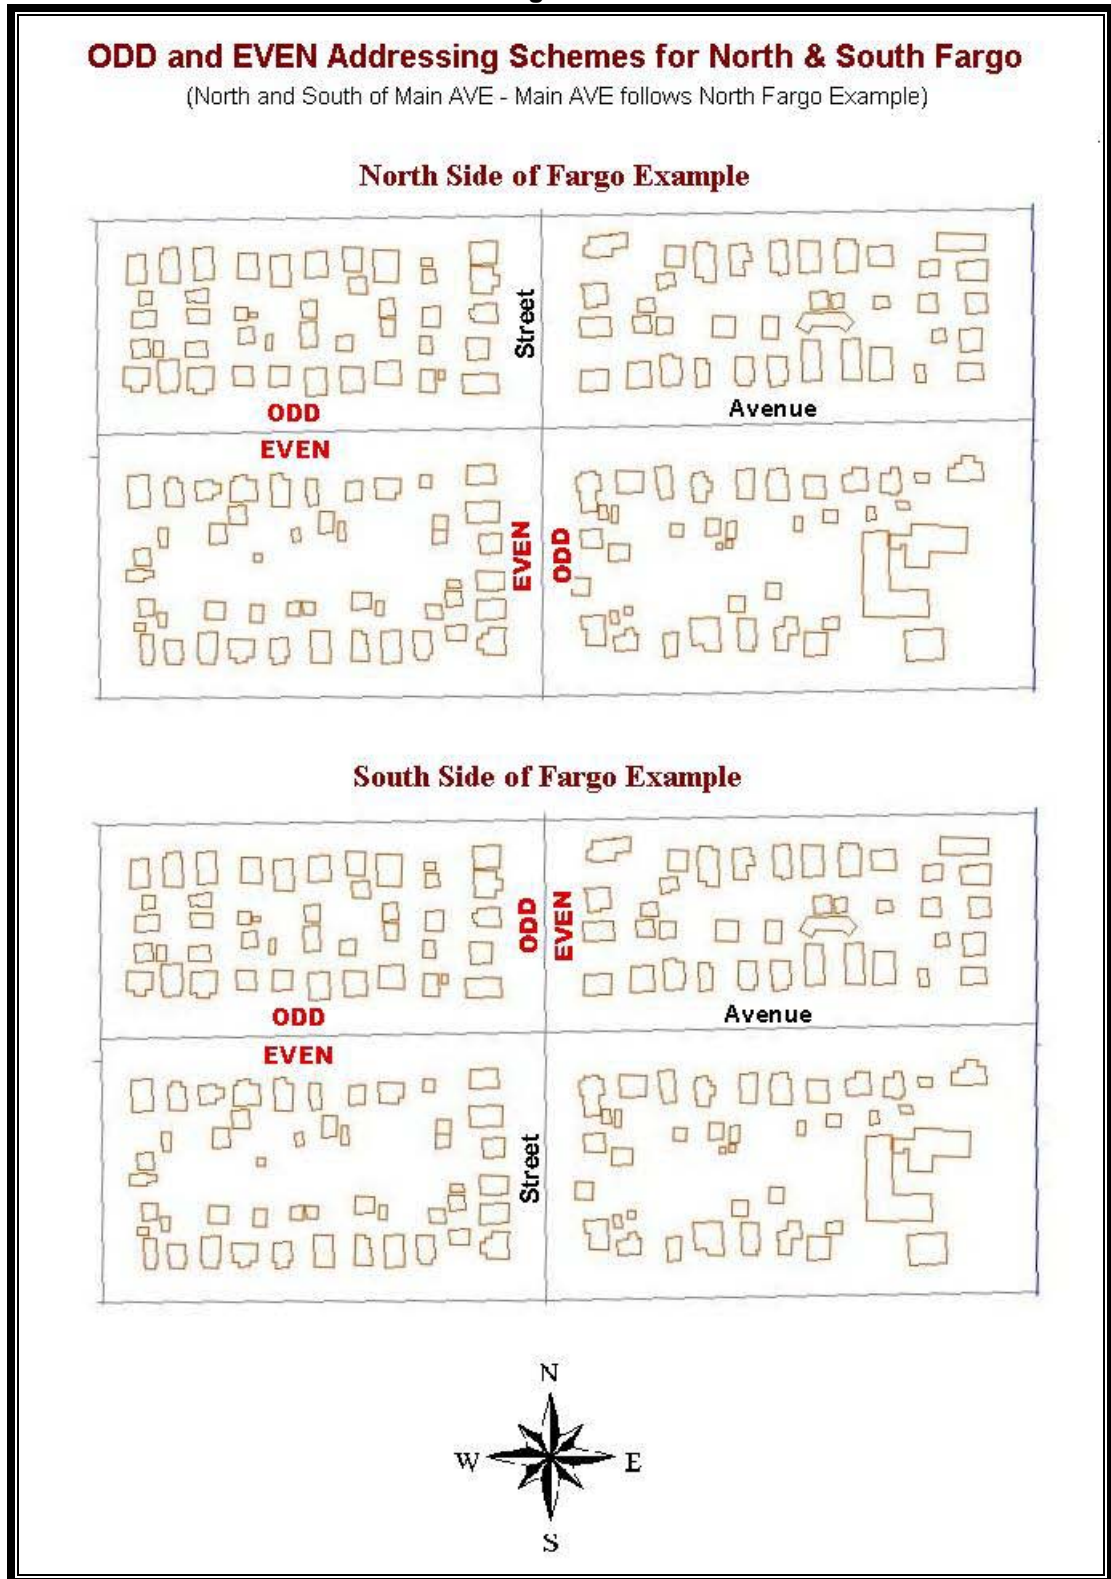 ODD and EVEN Addressing Schemes for North & South Fargo
(North and South of Main AVE - Main AVE follows North Fargo Example)
North Side of Fargo Example
Street
ODD
Avenue
EVEN
EVEN
ODD
South Side of Fargo Example
ODD
EVEN
ODD
Avenue
EVEN
Street
N
W
E
S